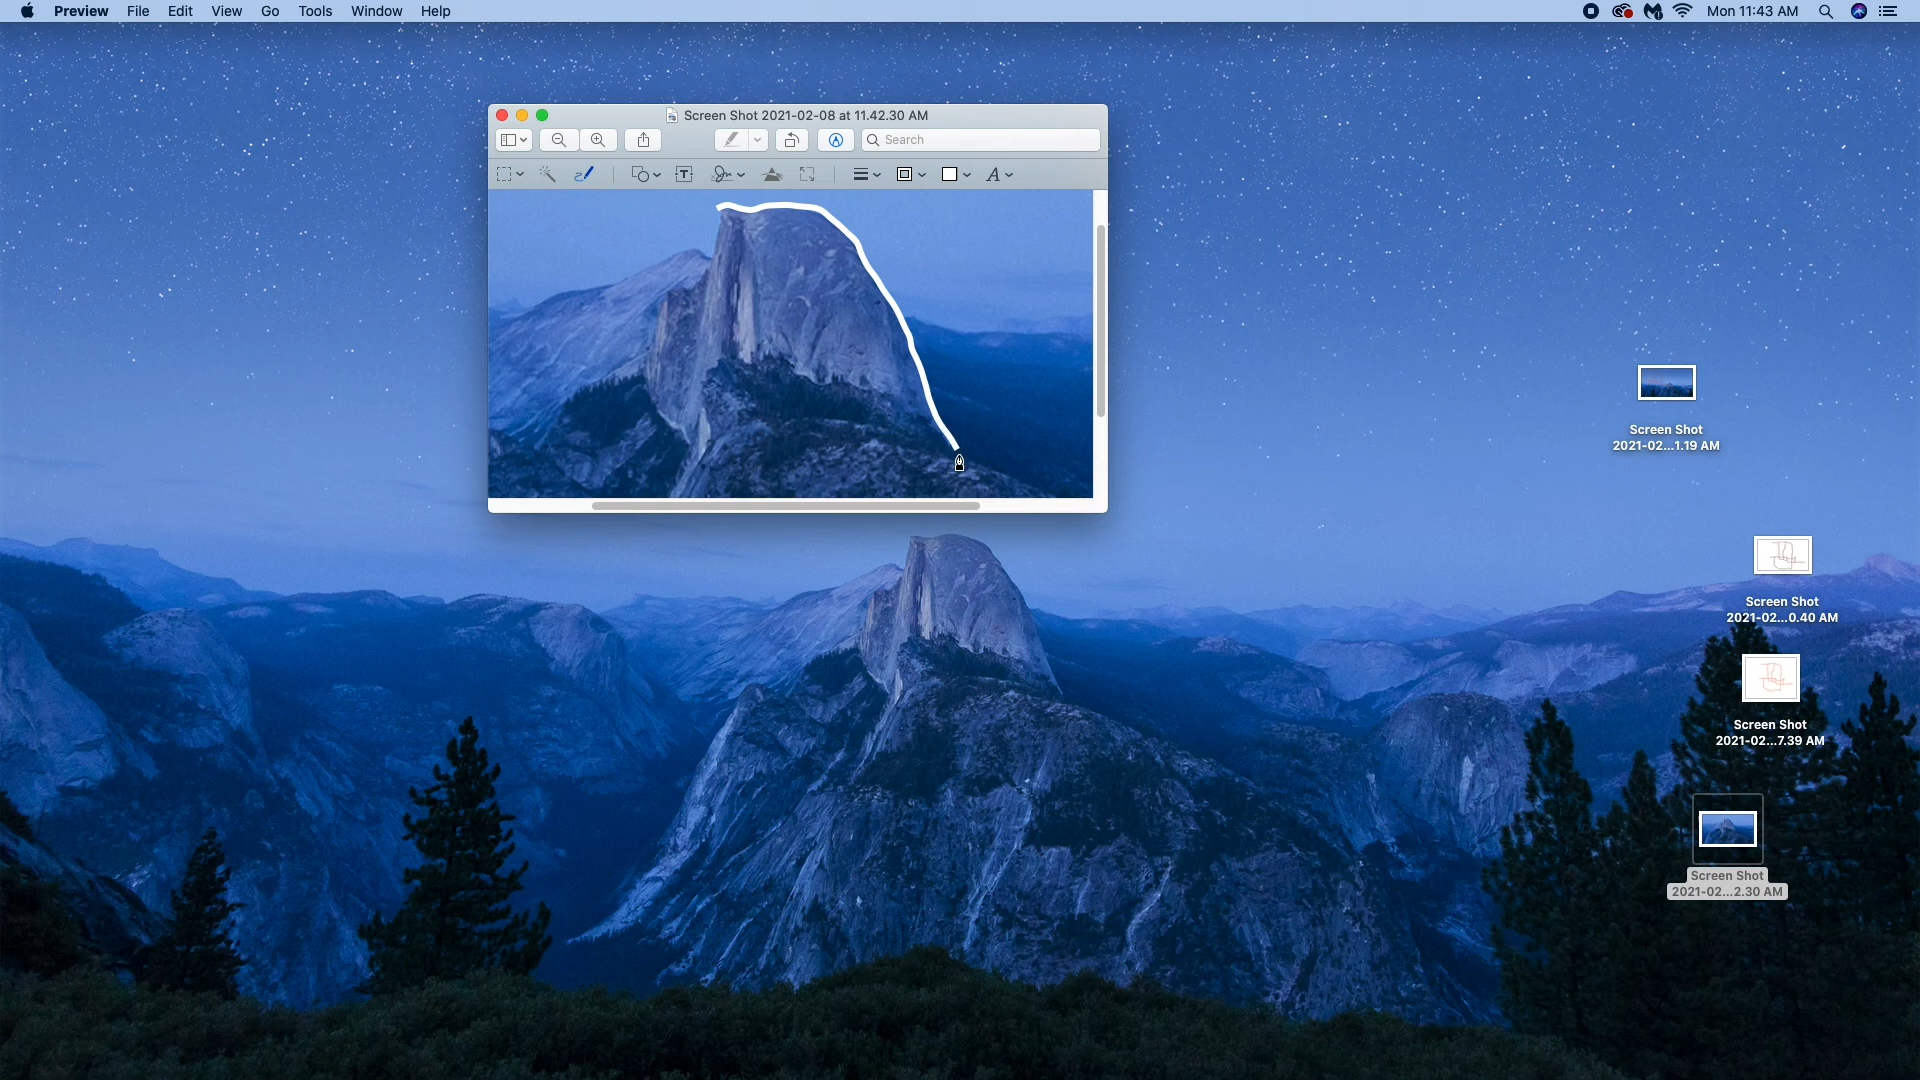 Preview File Edit View Go Tools Window Help Mon 11:43 AM
Screen Shot 2021-02-08 at 11.42.30 AM
Search
Screen Shot
2021-02...1.19 AM
Screen Shot
2021-02...0.40 AM
Screen Shot
2021-02...7.39 AM
Screen Shot
2021-02...2.30 AM